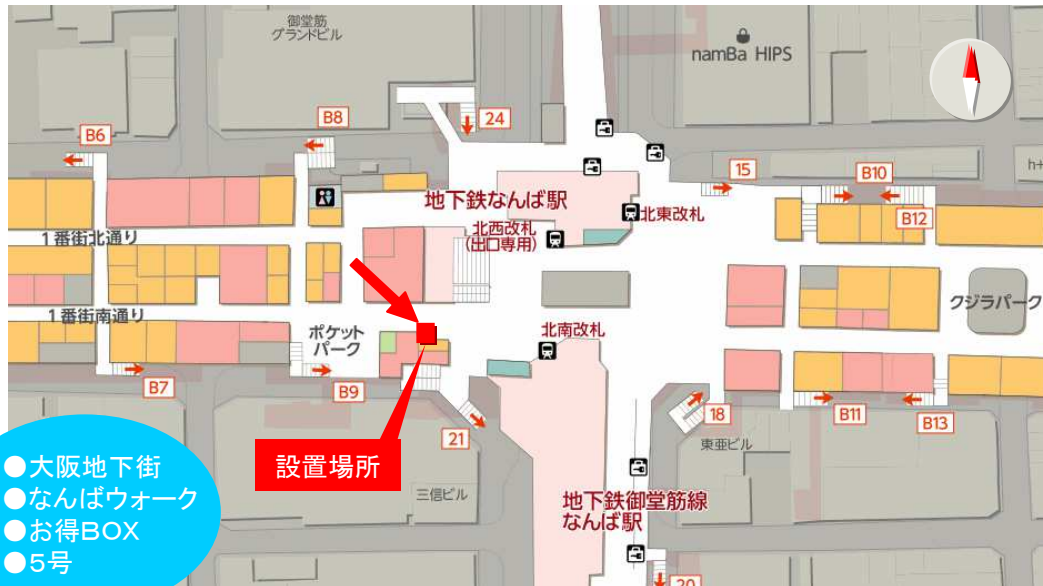 御堂筋
グランドビル
namBa HIPS
B6
B8
24
15
B10
B12
地下鉄なんば駅
北西改札
(出口専用)
北東改札
1番街北通り
1番街南通り
ポケット
パーク
北南改札
クジラパーク
B7
B9
21
18
B11
B13
東亜ビル
設置場所
三信ビル
地下鉄御堂筋線
なんば駅
20
●大阪地下街
●なんばウォーク
●お得BOX
●5号